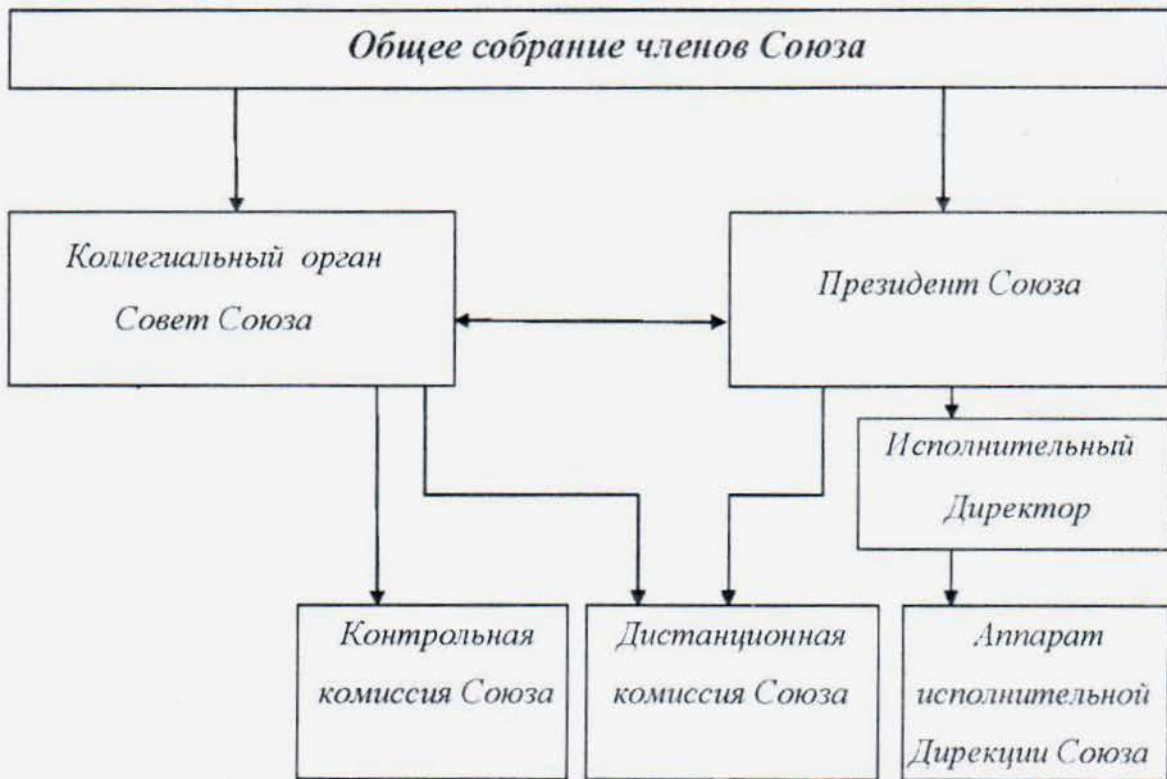 Общее собрание членов Союза
Коллегиальный орган
Совет Союза
Президент Союза
Исполнительный
Директор
Контрольная
комиссия Союза
Дистанционная
комиссия Союза
Аппарат
исполнительной
Дирекции Союза